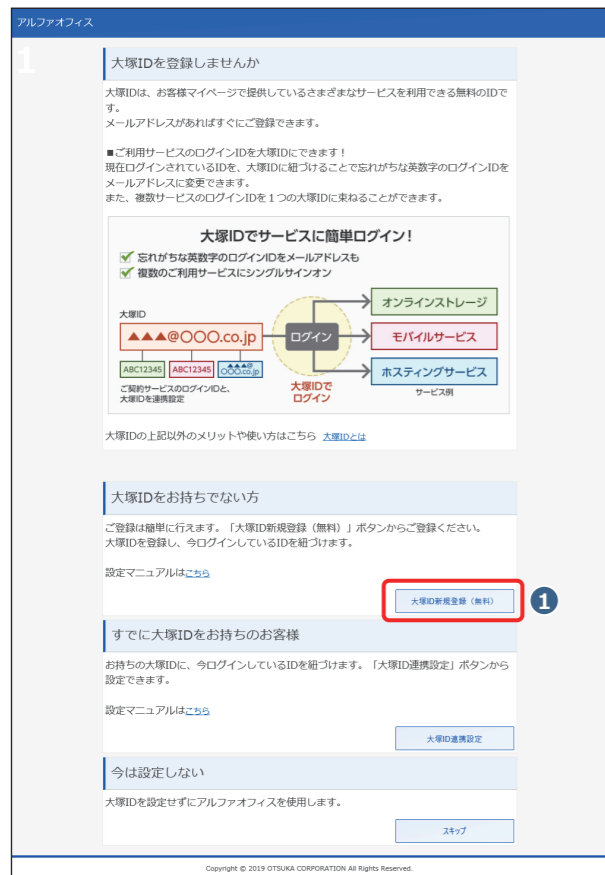 アルファオフィス
1
大塚IDを登録しませんか
大塚IDは、お客様マイページで提供しているさまざまなサービスを利用できる無料のIDで
す。
メールアドレスがあればすぐにご登録できます。
■ご利用サービスのログインIDを大塚IDにできます！
現在ログインされているIDを、大塚IDに紐づけることで忘れがちな英数字のログインIDを
メールアドレスに変更できます。
また、複数サービスのログインIDを１つの大塚IDに束ねることができます。
大塚IDでサービスに簡単ログイン！
忘れがちな英数字のログインIDをメールアドレスも
複数のご利用サービスにシングルサインオン
大塚ID
▲▲▲@○○○.co.jp
ABC12345 ABC12345 ▲▲▲@○○○.co.jp
ご契約サービスのログインIDと、
大塚IDを連携設定
ログイン
大塚IDで
ログイン
オンラインストレージ
モバイルサービス
ホスティングサービス
サービス例
大塚IDの上記以外のメリットや使い方はこちら 大塚IDとは
大塚IDをお持ちでない方
ご登録は簡単に行えます。「大塚ID新規登録（無料）」ボタンからご登録ください。
大塚IDを登録し、今ログインしているIDを紐づけます。
設定マニュアルはこちら
大塚ID新規登録（無料）
1
すでに大塚IDをお持ちのお客様
お持ちの大塚IDに、今ログインしているIDを紐づけます。「大塚ID連携設定」ボタンから
設定できます。
設定マニュアルはこちら
大塚ID連携設定
今は設定しない
大塚IDを設定せずにアルファオフィスを使用します。
スキップ
Copyright © 2019 OTSUKA CORPORATION All Rights Reserved.